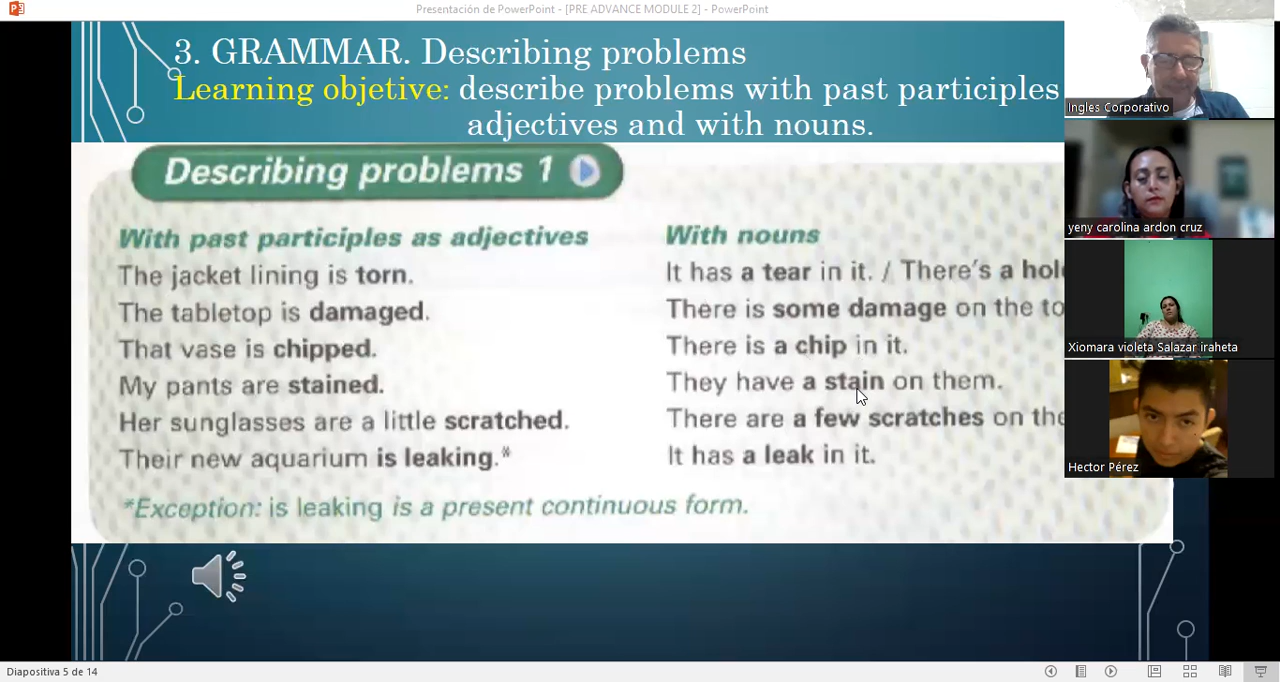 Presentación de PowerPoint - [PRE ADVANCE MODULE 2] - PowerPoint
3. GRAMMAR. Describing problems
Learning objetive: describe problems with past participles
adjectives and with nouns.
Describing problems 1
With past participles as adjectives
The jacket lining is torn.
The tabletop is damaged.
That vase is chipped.
My pants are stained.
Her sunglasses are a little scratched.
Their new aquarium is leaking.*
With nouns
It has a tear in it. / There's a
There is some damage on the
There is a chip in it.
They have a stain on them.
There are a few scratches on
It has a leak in it.
*Exception: is leaking is a present continuous form.
Ingles Corporativo
yeny carolina ardon cruz
Xiomara violeta Salazar iraheta
Hector Pérez
Diapositiva 5 de 14